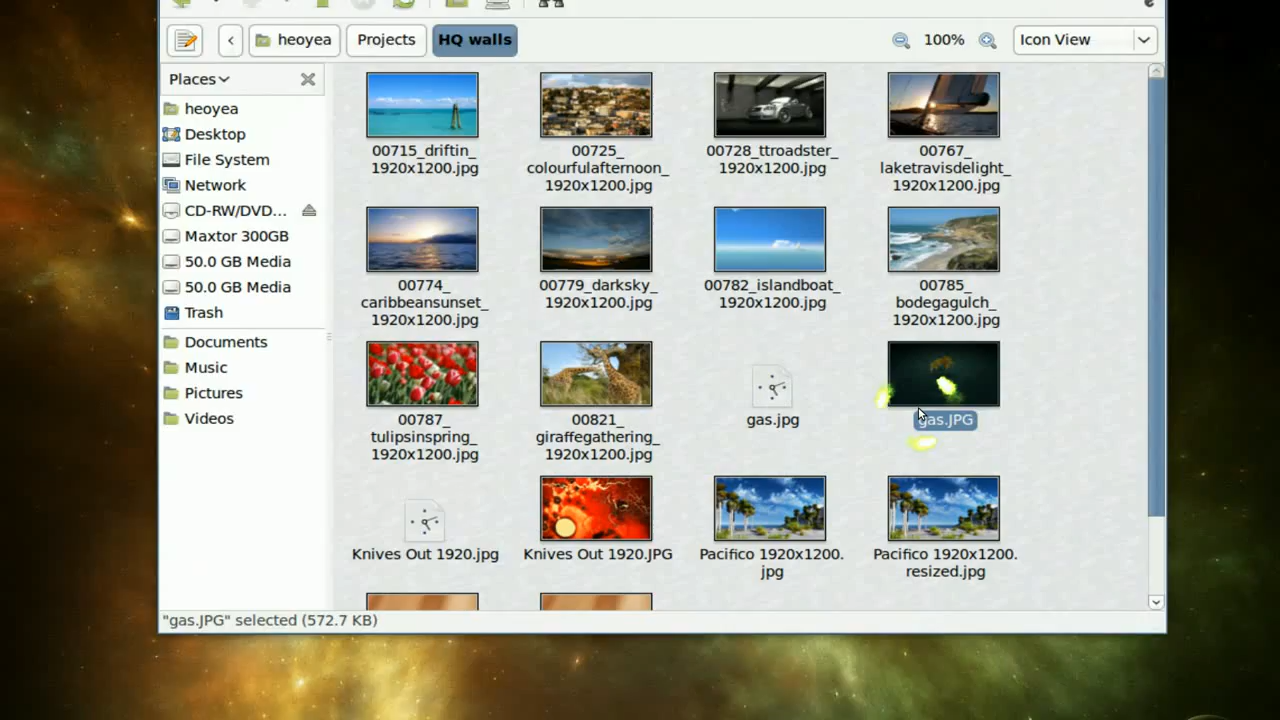 heoyea
Projects
HQ walls
100%
Icon View
Places
heoyea
Desktop
File System
Network
CD-RW/DVD...
Maxtor 300GB
50.0 GB Media
50.0 GB Media
Trash
Documents
Music
Pictures
Videos
00715_driftin_
1920x1200.jpg
00725_
colourfulafternoon_
1920x1200.jpg
00728_ttroadster_
1920x1200.jpg
00767_
laketravisdelight_
1920x1200.jpg
00774_
caribbeansunset_
1920x1200.jpg
00779_darksky_
1920x1200.jpg
00782_islandboat_
1920x1200.jpg
00785_
bodegagulch_
1920x1200.jpg
00787_
tulipsinspring_
1920x1200.jpg
00821_
giraffegathering_
1920x1200.jpg
gas.jpg
gas.JPG
Knives Out 1920.jpg
Knives Out 1920.JPG
Pacifico 1920x1200.
jpg
Pacifico 1920x1200.
resized.jpg
"gas.JPG" selected (572.7 KB)